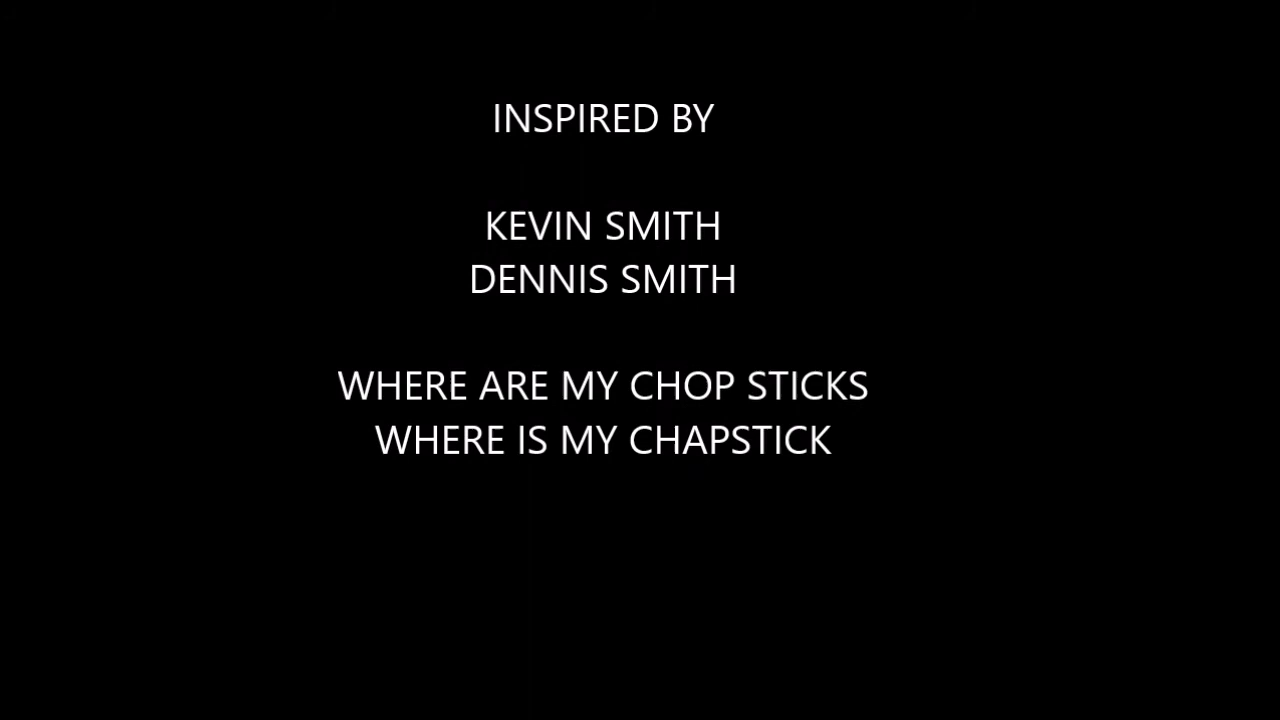 INSPIRED BY
KEVIN SMITH
DENNIS SMITH
WHERE ARE MY CHOP STICKS
WHERE IS MY CHAPSTICK